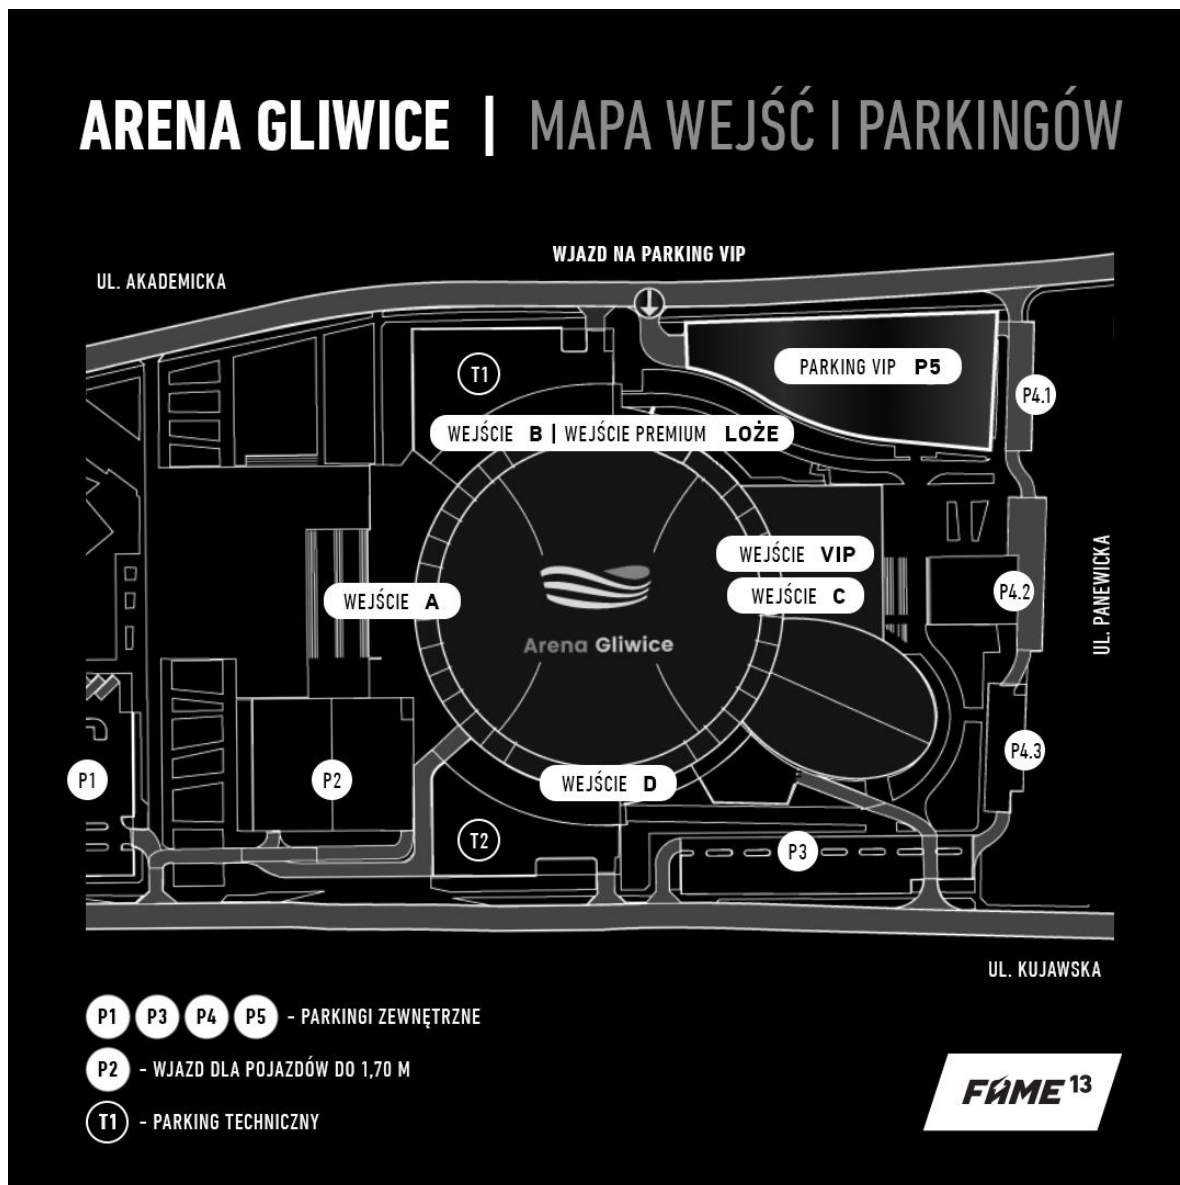 ARENA GLIWICE | MAPA WEJŚĆ I PARKINGÓW
WJAZD NA PARKING VIP
UL. AKADEMICKA
T1
PARKING VIP P5
P4.1
WEJŚCIE B | WEJŚCIE PREMIUM LOŻE
WEJŚCIE VIP
WEJŚCIE C
P4.2
UL. PANEWICKA
WEJŚCIE A
Arena Gliwice
P4.3
P1
P2
WEJŚCIE D
T2
P3
UL. KUJAWSKA
P1 P3 P4 P5 - PARKINGI ZEWNĘTRZNE
P2 - WJAZD DLA POJAZDÓW DO 1,70 M
T1 - PARKING TECHNICZNY
FAME 13